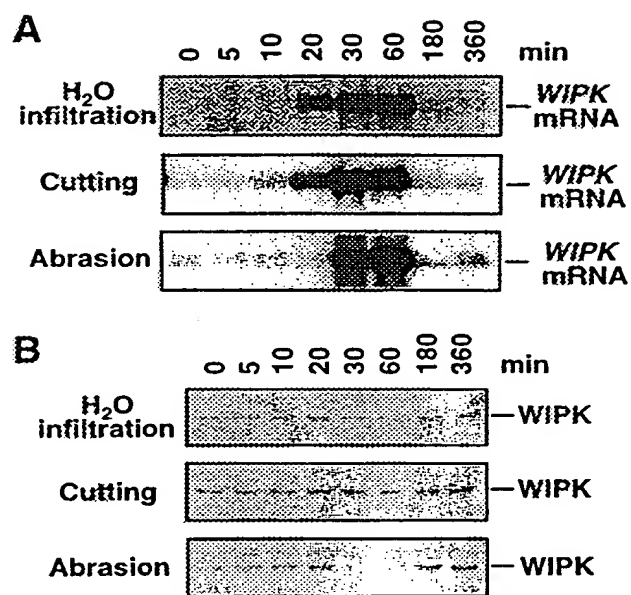 A
0 5 10 20 30 60 180 360 min
H₂O infiltration
WIPK mRNA
Cutting
WIPK mRNA
Abrasion
WIPK mRNA
B
0 5 10 20 30 60 180 360 min
H₂O infiltration
WIPK
Cutting
WIPK
Abrasion
WIPK